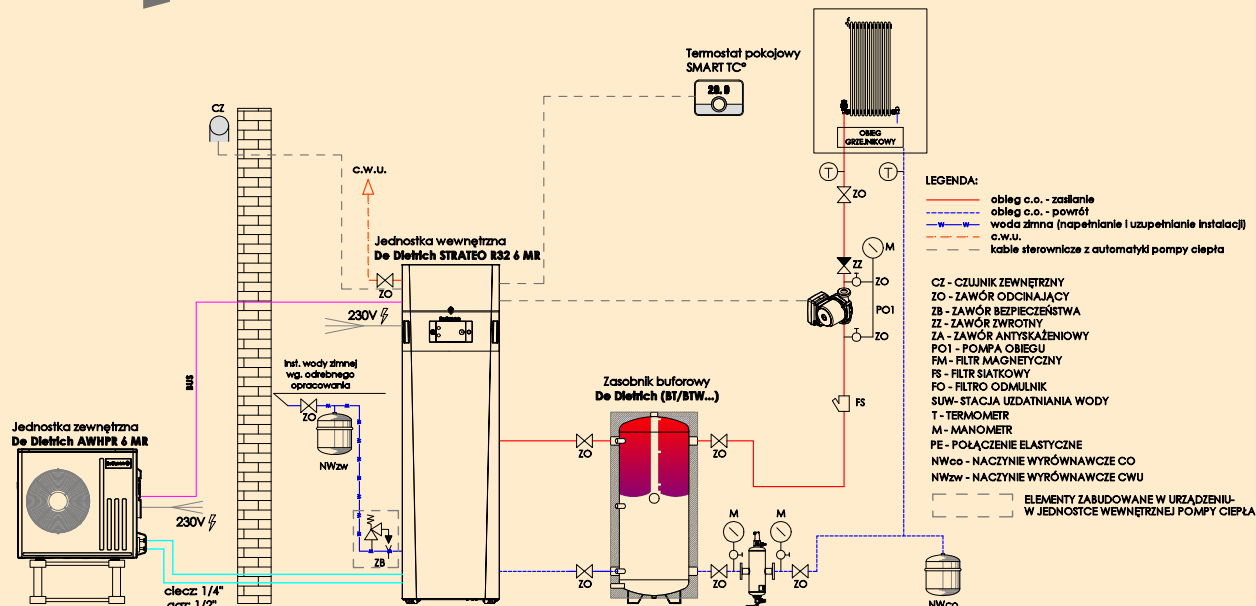 Termostat pokojowy
SMART TC°
20.0
CZ
OBIEG
GRZEJNIKOWY
T
T
ZO
c.w.u.
Jednostka wewnętrzna
De Dietrich STRATEO R32 6 MR
ZO
M
ZZ
ZO
PO1
ZO
230V
BUS
Inst. wody zimnej
wg. odrebnego
opracowania
ZO
NWzw
ZB
Zasobnik buforowy
De Dietrich (BT/BTW...)
FS
ZO
ZO
Jednostka zewnętrzna
De Dietrich AWHPR 6 MR
230V
ciecz: 1/4"
gaz: 1/2"
M
M
ZO
ZO
ZO
NWco
LEGENDA:
obieg c.o. - zasilanie
obieg c.o. - powrót
woda zimna (napełnianie i uzupełnianie instalacji)
c.w.u.
kable sterownicze z automatyki pompy ciepła
CZ - CZUJNIK ZEWNĘTRZNY
ZO - ZAWÓR ODCINAJĄCY
ZB - ZAWÓR BEZPIECZEŃSTWA
ZZ - ZAWÓR ZWROTNY
ZA - ZAWÓR ANTYSKAŻENIOWY
PO1 - POMPA OBIEGU
FM - FILTR MAGNETYCZNY
FS - FILTR SIATKOWY
FO - FILTRO ODMULNIK
SUW- STACJA UZDATNIANIA WODY
T - TERMOMETR
M - MANOMETR
PE - POŁĄCZENIE ELASTYCZNE
NWco - NACZYNIE WYRÓWNAWCZE CO
NWzw - NACZYNIE WYRÓWNAWCZE CWU
ELEMENTY ZABUDOWANE W URZĄDZENIU-
W JEDNOSTCE WEWNĘTRZNEJ POMPY CIEPŁA